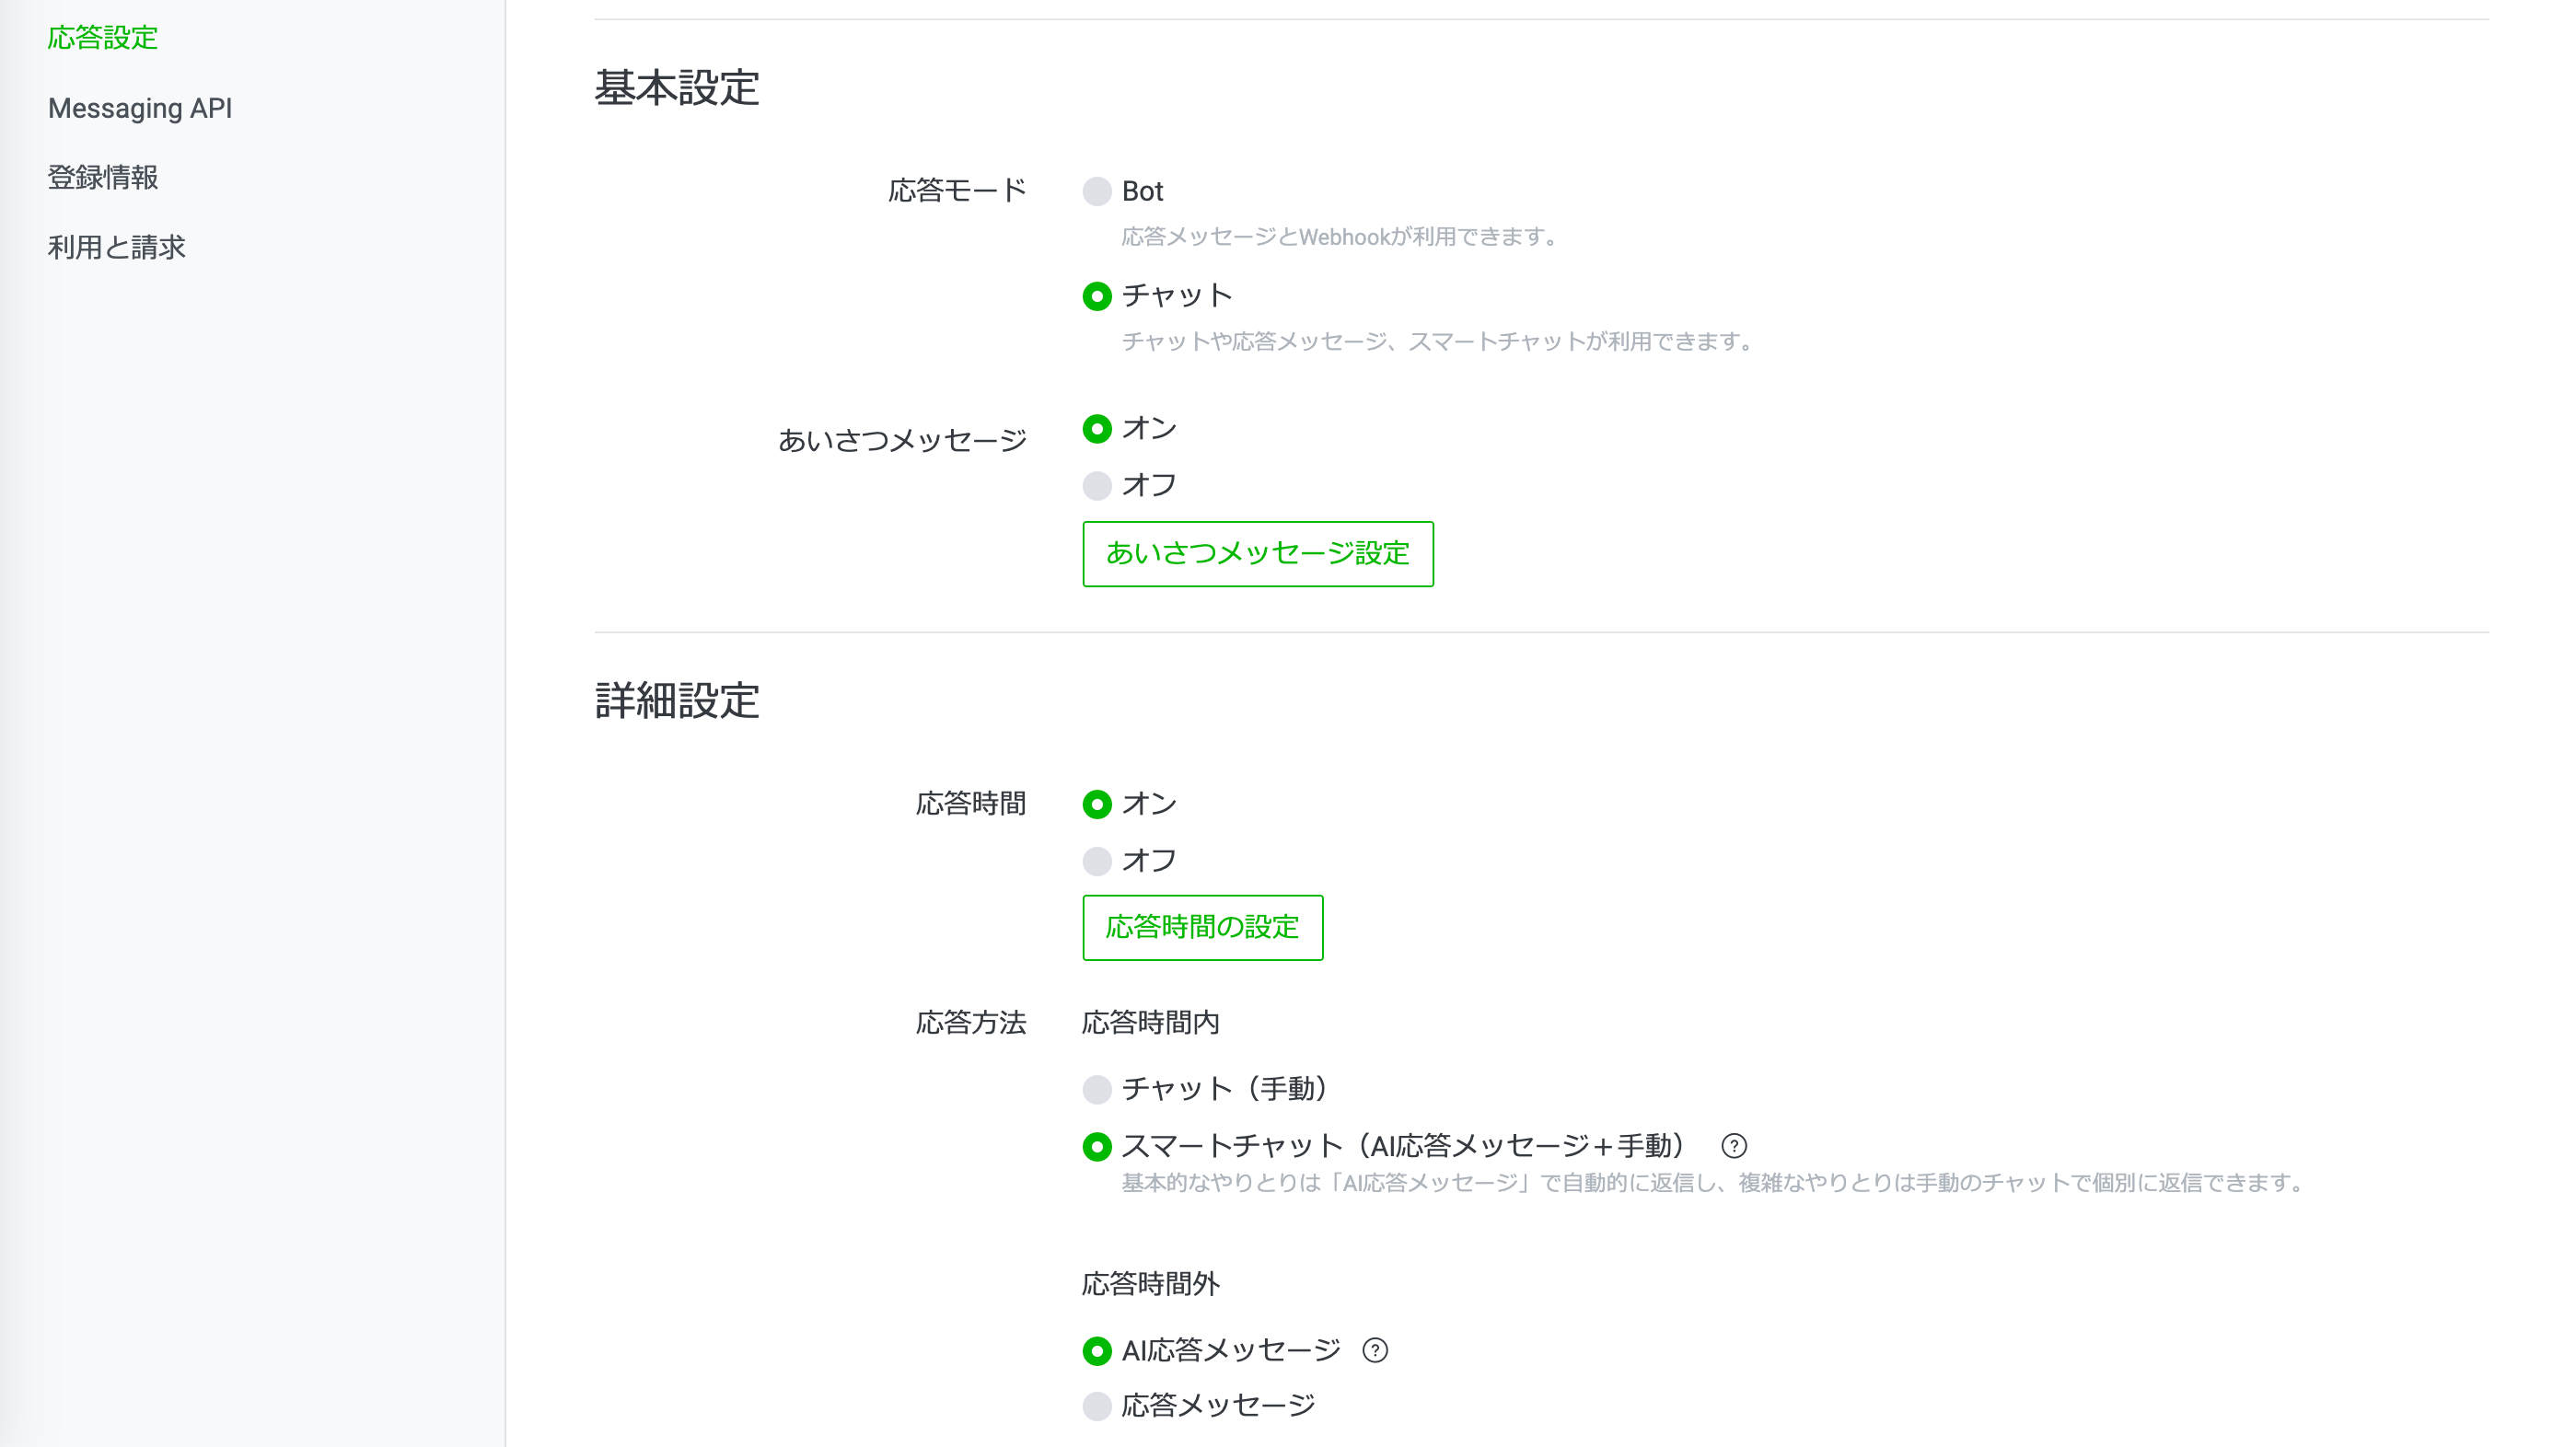 応答設定
Messaging API
登録情報
利用と請求
基本設定
応答モード
Bot
応答メッセージとWebhookが利用できます。
チャット
チャットや応答メッセージ、スマートチャットが利用できます。
あいさつメッセージ
オン
オフ
あいさつメッセージ設定
詳細設定
応答時間
オン
オフ
応答時間の設定
応答方法
応答時間内
チャット（手動）
スマートチャット（AI応答メッセージ＋手動） ?
基本的なやりとりは「AI応答メッセージ」で自動的に返信し、複雑なやりとりは手動のチャットで個別に返信できます。
応答時間外
AI応答メッセージ ?
応答メッセージ